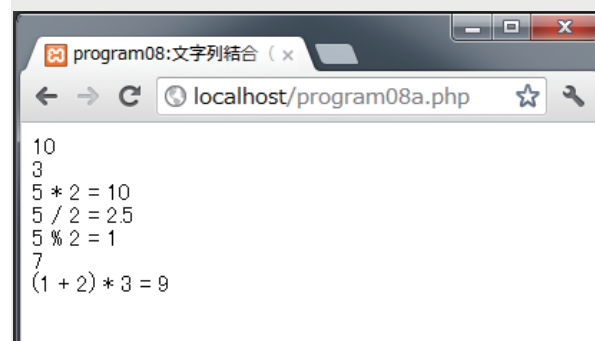 program08:文字列結合（
localhost/program08a.php
10
3
5 * 2 = 10
5 / 2 = 2.5
5 % 2 = 1
7
(1 + 2) * 3 = 9